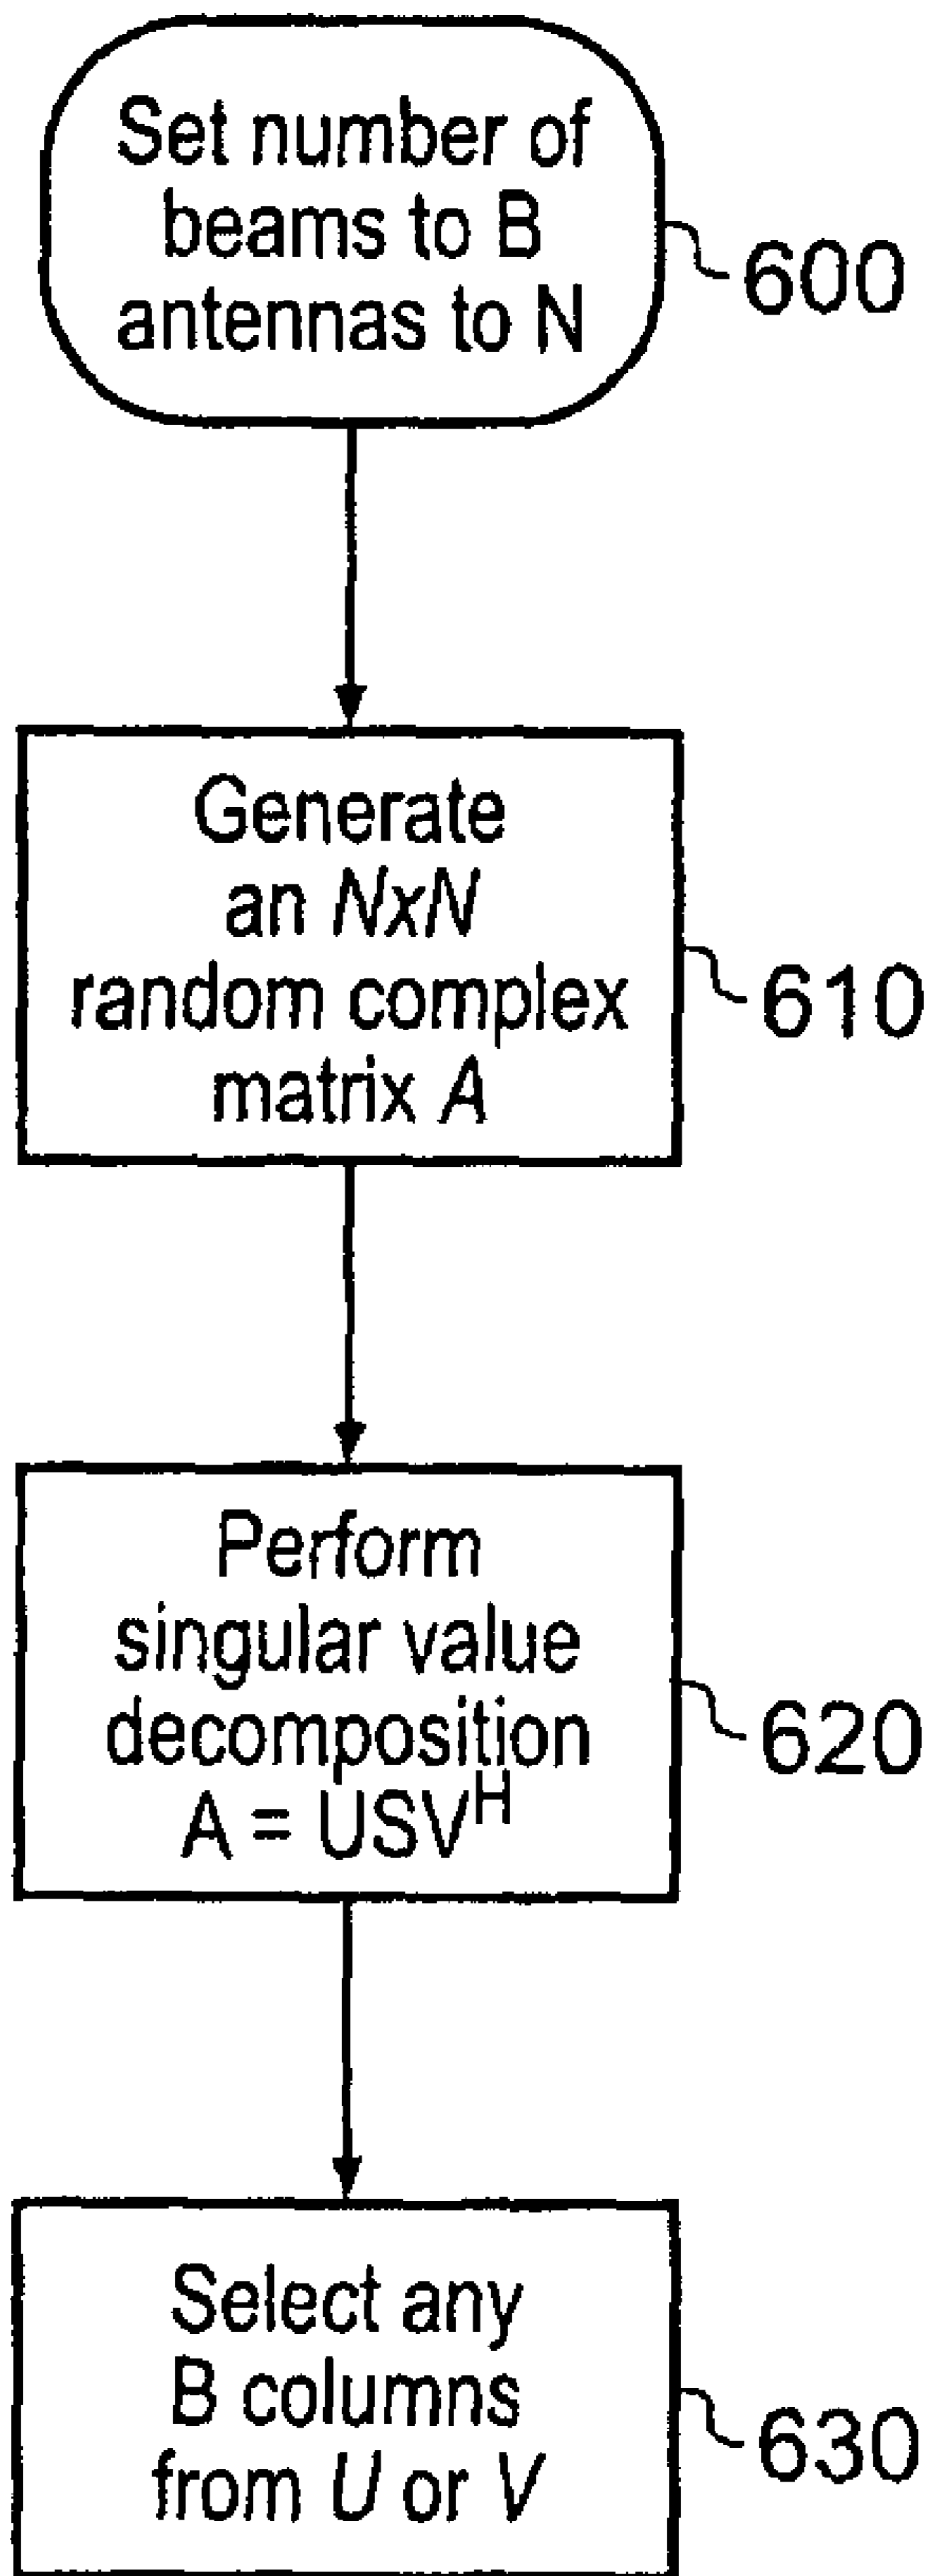 Set number of
beams to B
antennas to N
600
Generate
an NxN
random complex
matrix A
610
Perform
singular value
decomposition
A = USV^H
620
Select any
B columns
from U or V
630